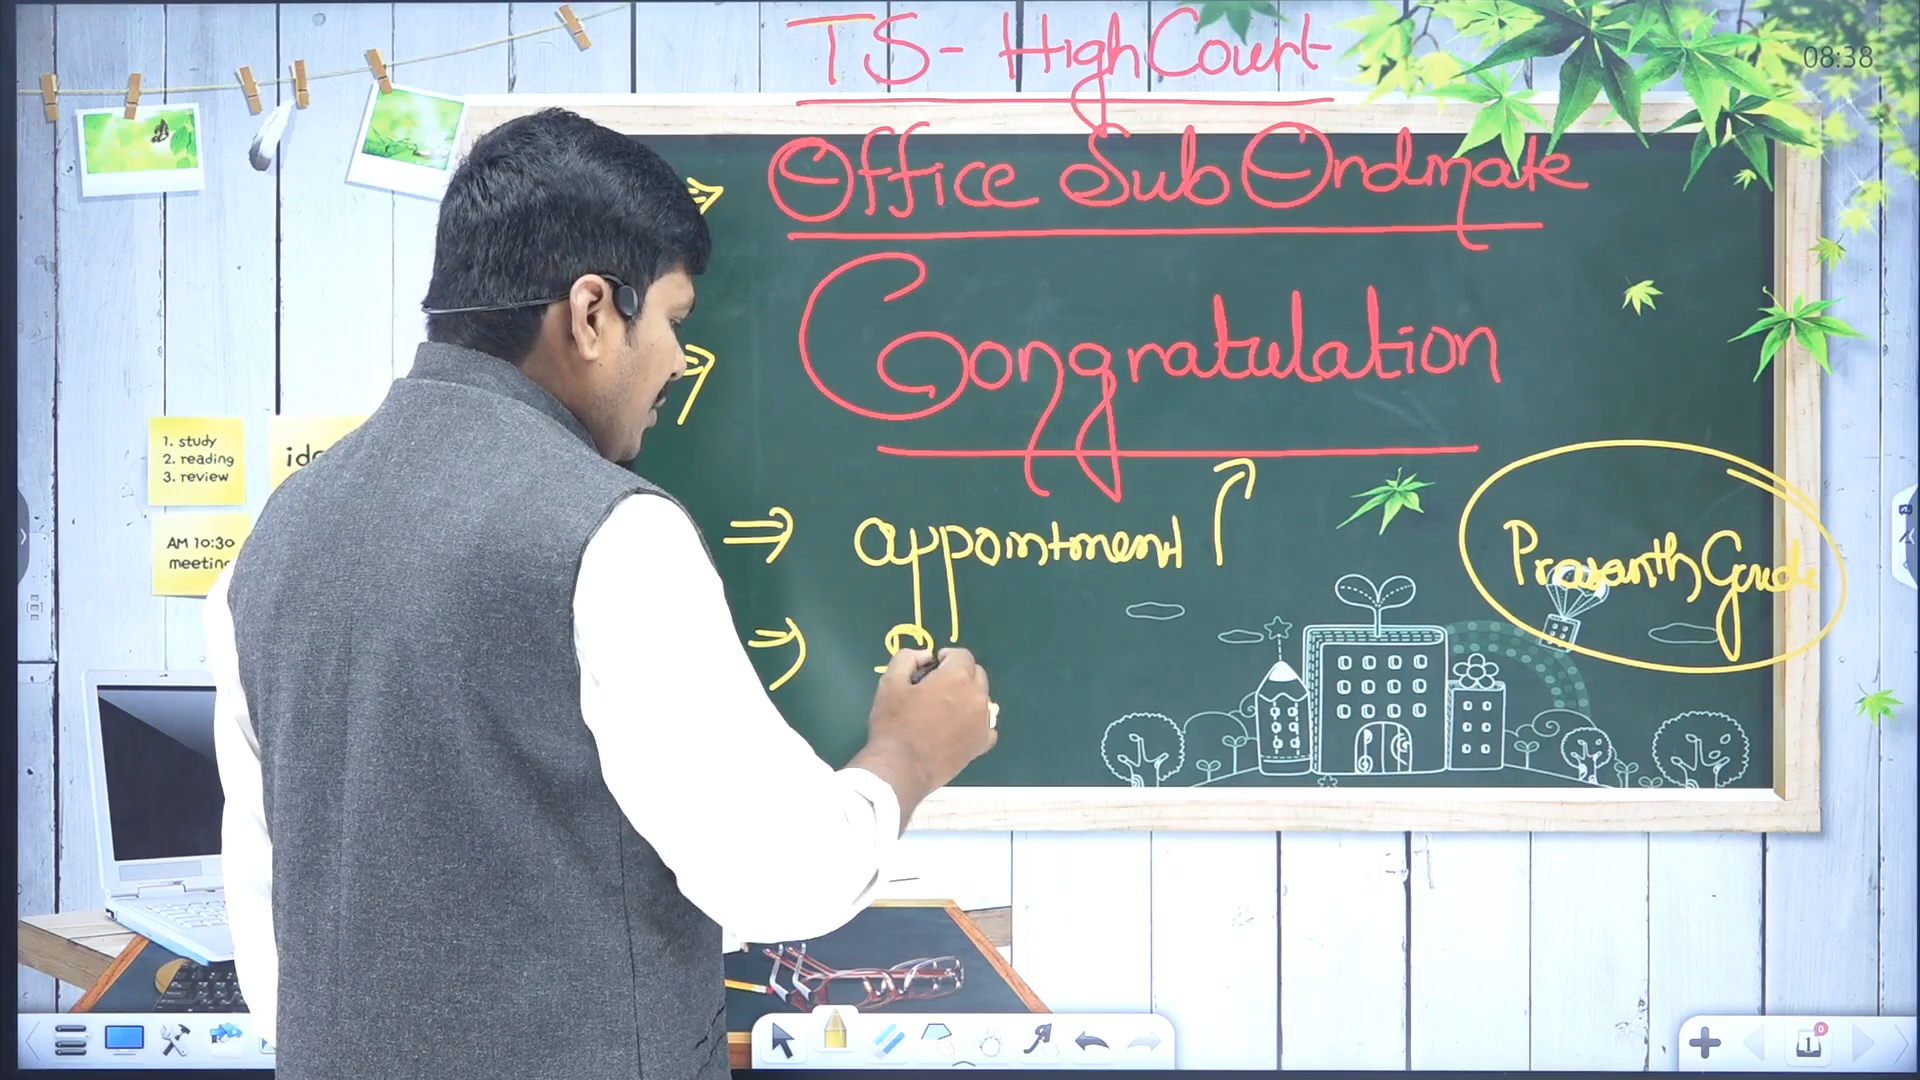 TS- High Court
08:38
⇒ Office Sub Ordinate
⇒ Congratulation
1. study
2. reading
3. review
AM 10:30
⇒ appointment
Prasanth